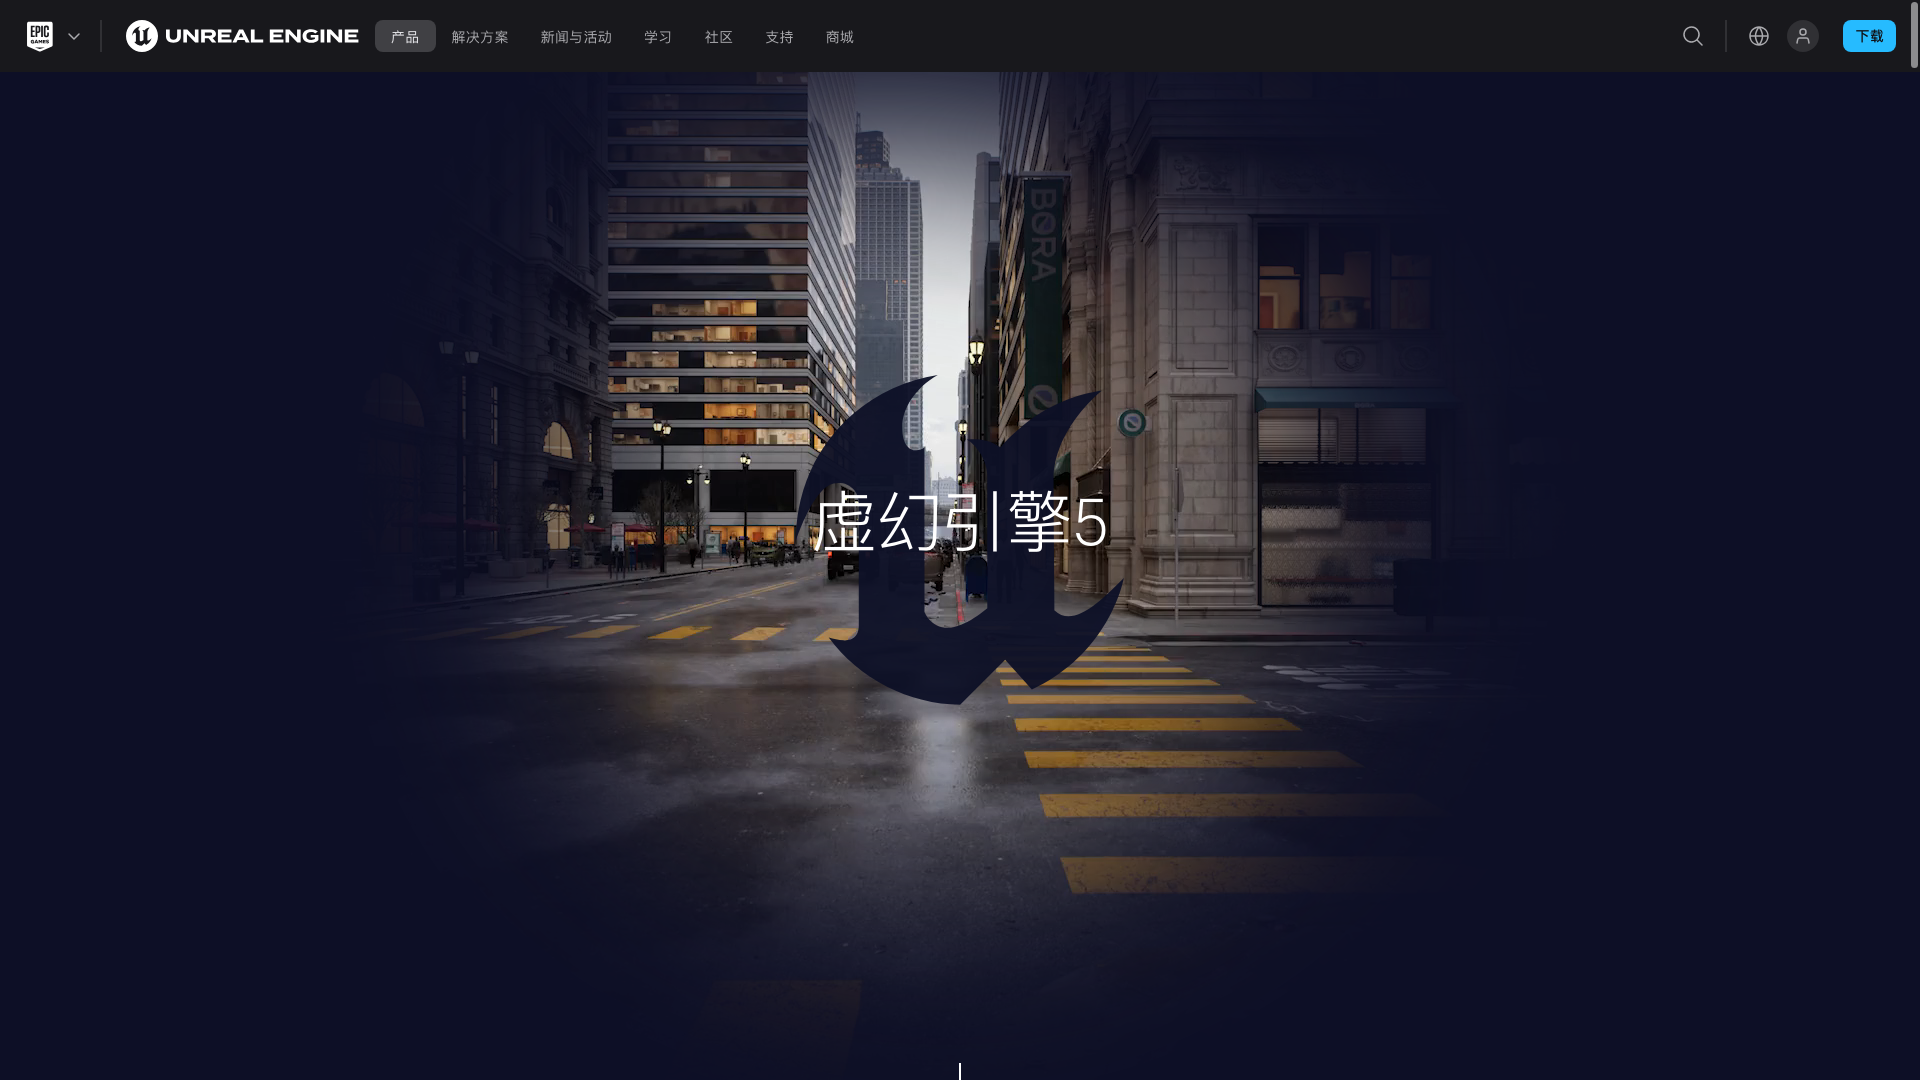 EPIC GAMES
UNREAL ENGINE
产品
解决方案
新闻与活动
学习
社区
支持
商城
下载
BORA
虚幻引擎5